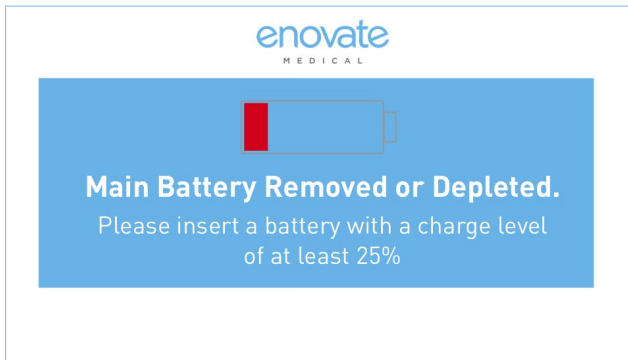 enovate
MEDICAL
Main Battery Removed or Depleted.
Please insert a battery with a charge level
of at least 25%